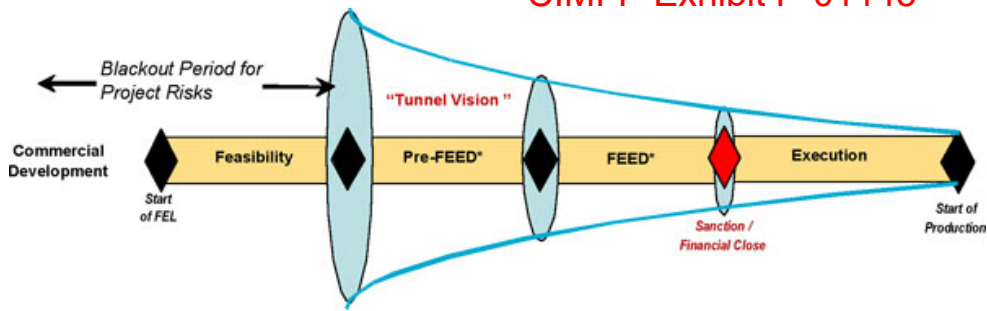 Blackout Period for
Project Risks
"Tunnel Vision "
Commercial
Development
Feasibility
Pre-FEED*
FEED*
Execution
Start
of FEL
Sanction /
Financial Close
Start of
Production